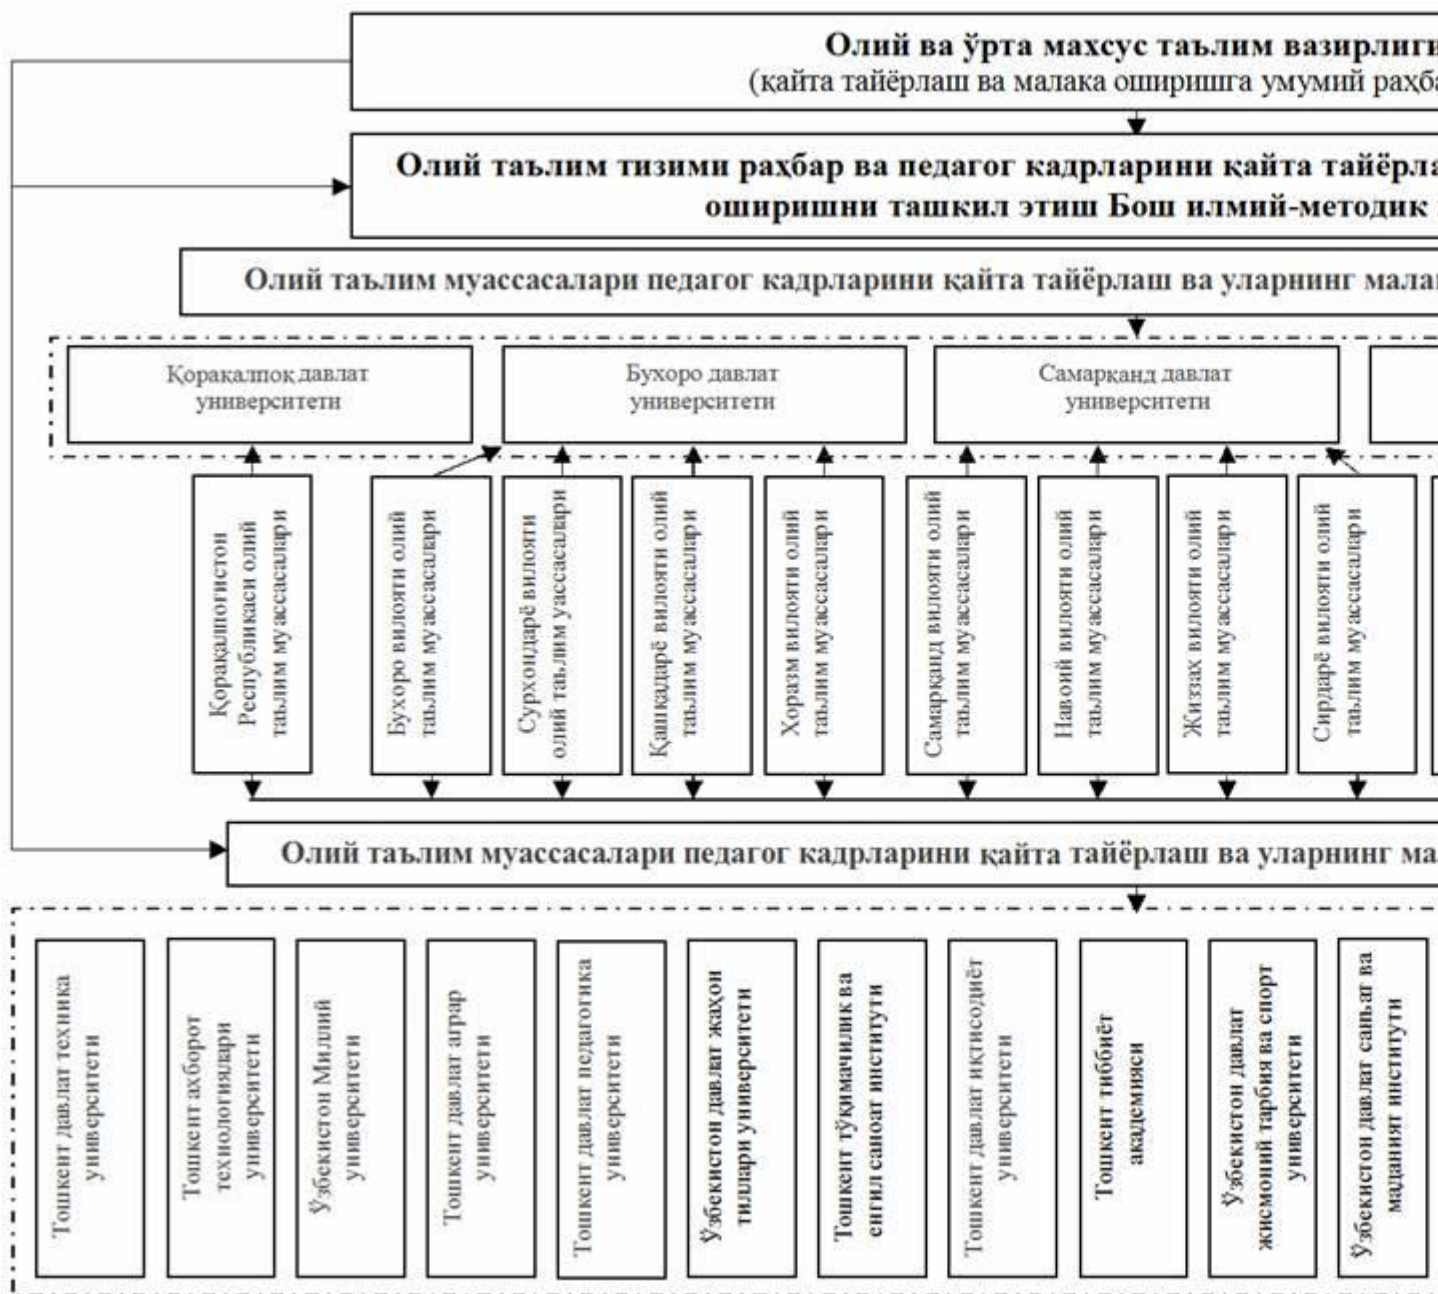 Олий ва ўрта махсус таълим вазирлиги
(қайта тайёрлаш ва малака оширишга умумий раҳба
Олий таълим тизими раҳбар ва педагог кадрларини қайта тайёрла
оширишни ташкил этиш Бош илмий-методик
Олий таълим муассасалари педагог кадрларини қайта тайёрлаш ва уларнинг мала
Қорақалпоқ давлат
университети
Бухоро давлат
университети
Самарқанд давлат
университети
Қорақалпоғистон
Республикаси олий
таълим муассасалари
Бухоро вилояти олий
таълим муассасалари
Сурхондарё вилояти
олий таълим уассасалари
Қашқадарё вилояти олий
таълим муассасалари
Хоразм вилояти олий
таълим муассасалари
Самарқанд вилояти олий
таълим муассасалари
Навоий вилояти олий
таълим муассасалари
Жиззах вилояти олий
таълим муассасалари
Сирдарё вилояти олий
таълим муассасалари
Олий таълим муассасалари педагог кадрларини қайта тайёрлаш ва уларнинг ма
Тошкент давлат техника
университети
Тошкент ахборот
технологиялари
университети
Ўзбекистон Миллий
университети
Тошкент давлат аграр
университети
Тошкент давлат педагогика
университети
Ўзбекистон давлат жаҳон
тиллари университети
Тошкент тўқимачилик ва
енгил саноат институти
Тошкент давлат иқтисодиёт
университети
Тошкент тиббиёт
академияси
Ўзбекистон давлат
жисмоний тарбия ва спорт
университети
Ўзбекистон давлат санъат ва
маданият институти